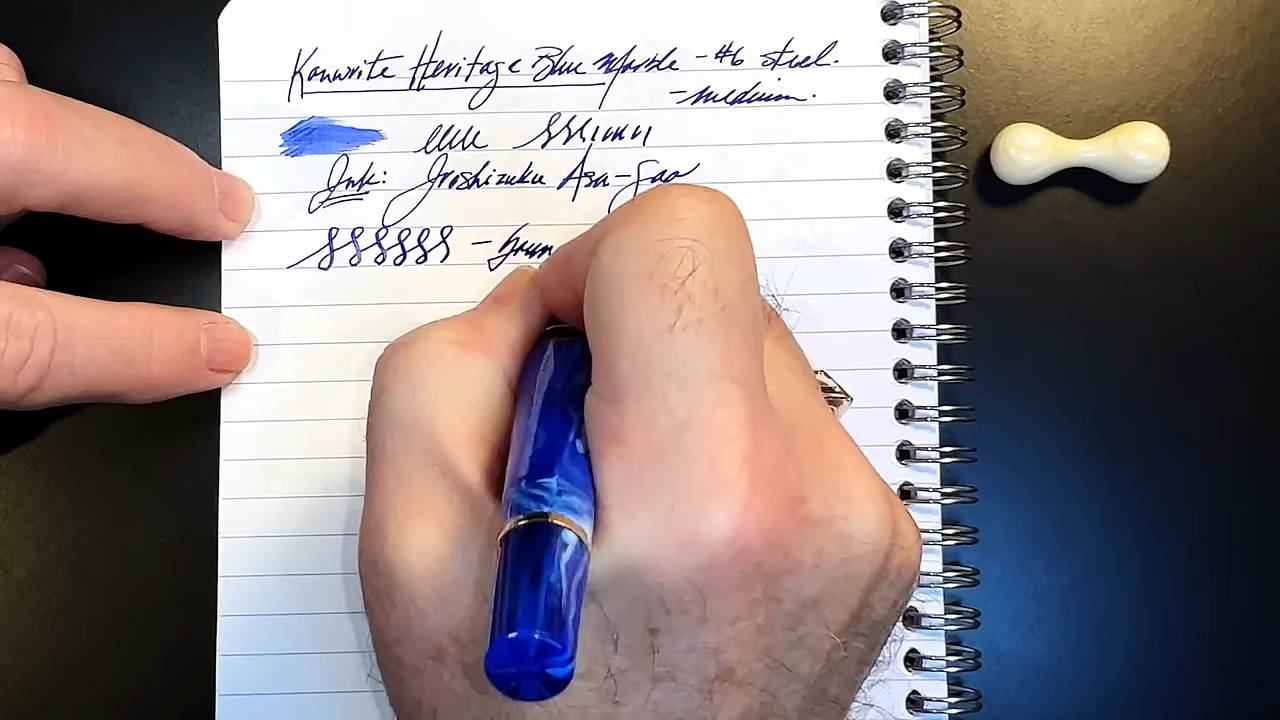 Kanwrite Heritage Blue Marble - #6 steel.
- medium.
Ink: Iroshizuku Asa-Gao